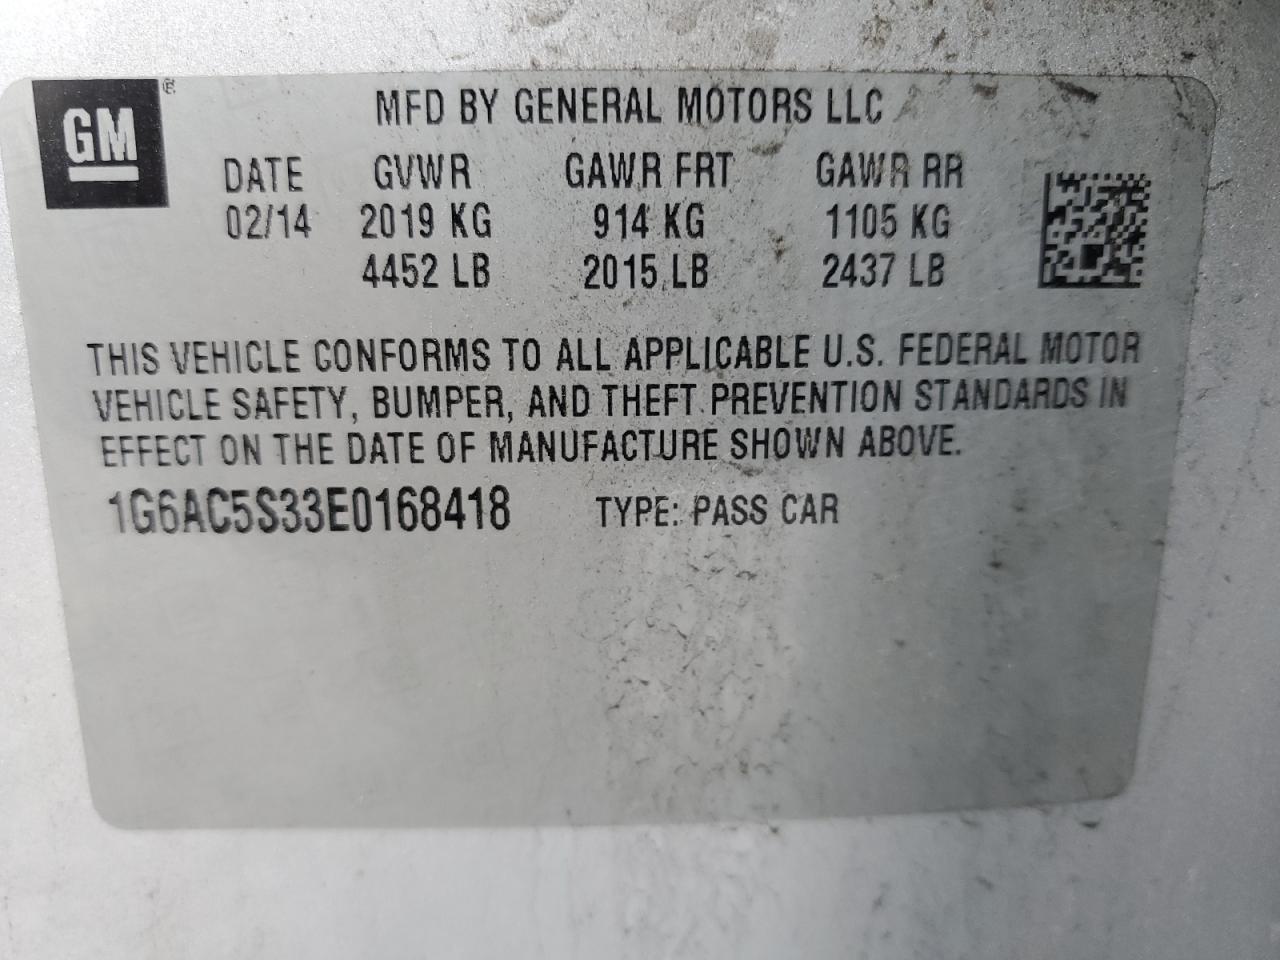 GM ® MFD BY GENERAL MOTORS LLC
DATE GVWR GAWR FRT GAWR RR
02/14 2019 KG 914 KG 1105 KG
4452 LB 2015 LB 2437 LB
THIS VEHICLE CONFORMS TO ALL APPLICABLE U.S. FEDERAL MOTOR
VEHICLE SAFETY, BUMPER, AND THEFT PREVENTION STANDARDS IN
EFFECT ON THE DATE OF MANUFACTURE SHOWN ABOVE.
1G6AC5S33E0168418 TYPE: PASS CAR